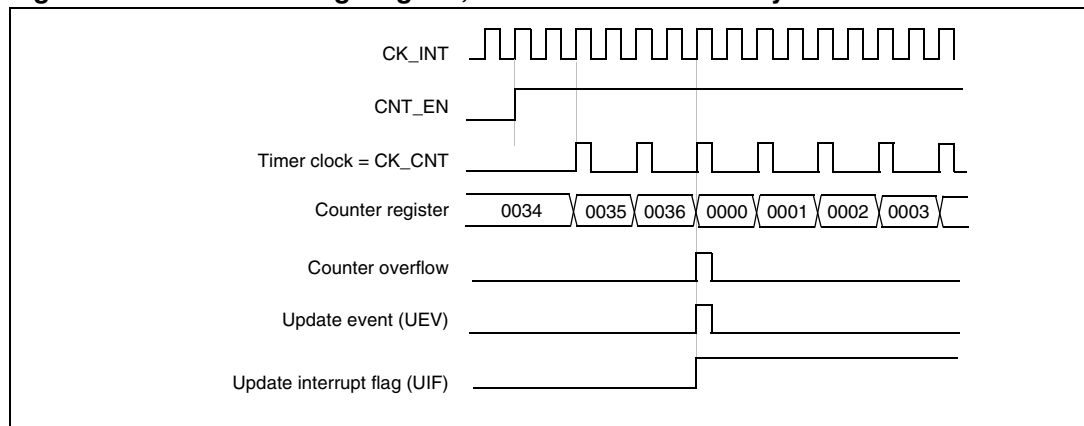 CK_INT
CNT_EN
Timer clock = CK_CNT
Counter register 0034 0035 0036 0000 0001 0002 0003
Counter overflow
Update event (UEV)
Update interrupt flag (UIF)